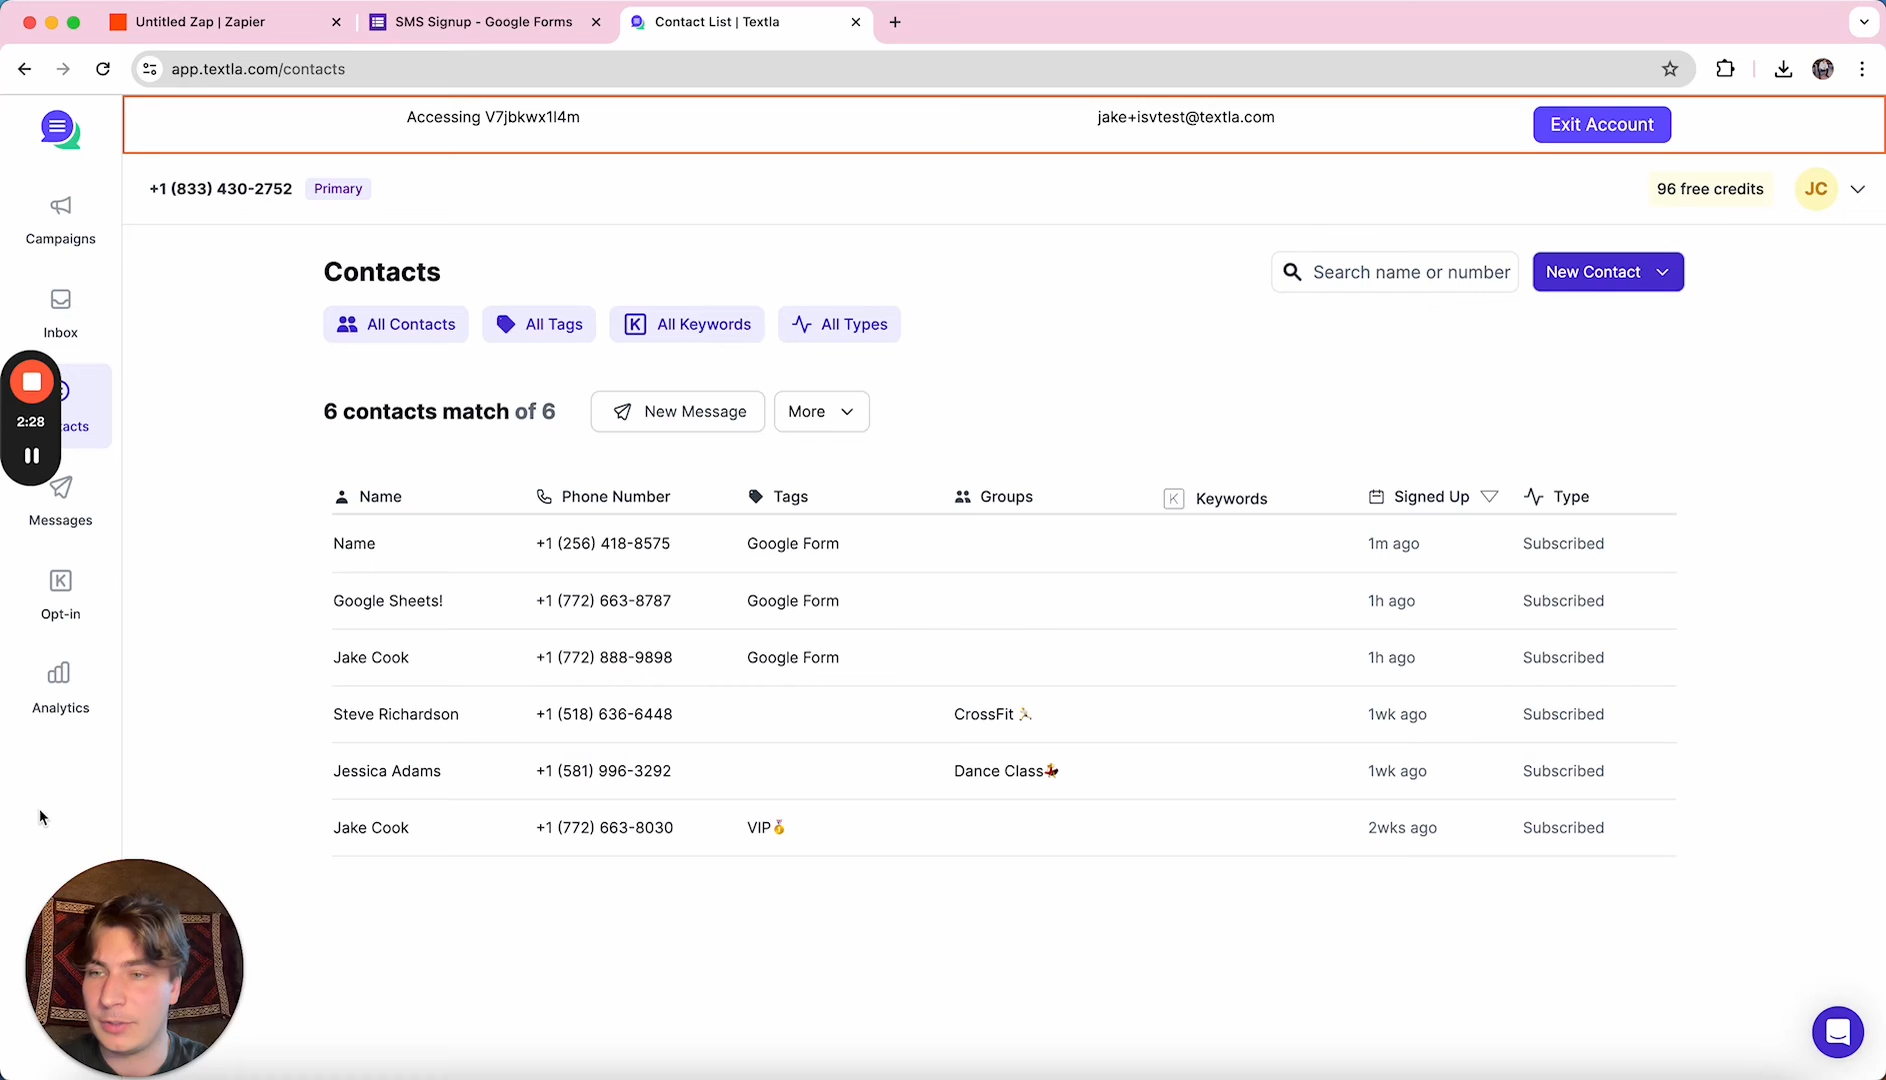 Untitled Zap | Zapier
SMS Signup - Google Forms
Contact List | Textla
app.textla.com/contacts
Accessing V7jbkwx1l4m
jake+isvtest@textla.com
Exit Account
+1 (833) 430-2752
Primary
96 free credits
JC
Campaigns
Inbox
2:28
acts
Messages
K
Opt-in
Analytics
Contacts
Search name or number
New Contact
All Contacts
All Tags
K All Keywords
All Types
6 contacts match of 6
New Message
More
Name Phone Number Tags Groups K Keywords Signed Up Type
Name +1 (256) 418-8575 Google Form 1m ago Subscribed
Google Sheets! +1 (772) 663-8787 Google Form 1h ago Subscribed
Jake Cook +1 (772) 888-9898 Google Form 1h ago Subscribed
Steve Richardson +1 (518) 636-6448 CrossFit 1wk ago Subscribed
Jessica Adams +1 (581) 996-3292 Dance Class💃 1wk ago Subscribed
Jake Cook +1 (772) 663-8030 VIP🏅 2wks ago Subscribed